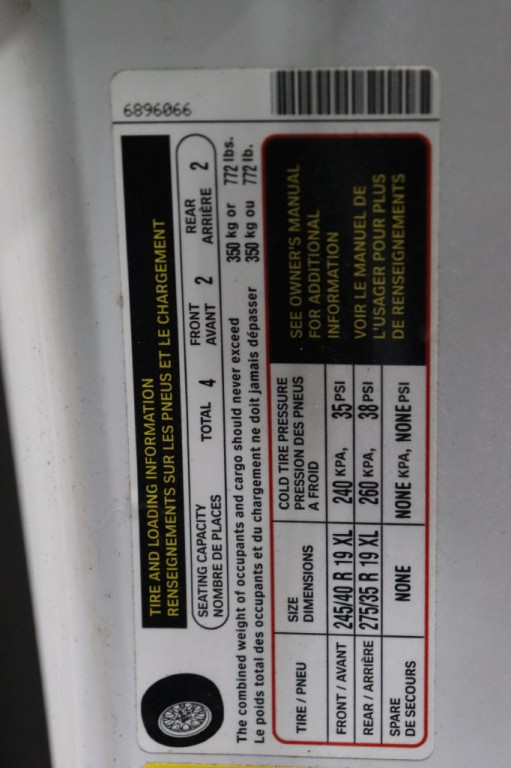 6896066
TIRE AND LOADING INFORMATION
RENSEIGNEMENTS SUR LES PNEUS ET LE CHARGEMENT
SEATING CAPACITY
NOMBRE DE PLACES
TOTAL 4
FRONT
AVANT 2
REAR
ARRIÈRE 2
The combined weight of occupants and cargo should never exceed 350 kg or 772 lbs.
Le poids total des occupants et du chargement ne doit jamais dépasser 350 kg ou 772 lb.
TIRE / PNEU
SIZE
DIMENSIONS
COLD TIRE PRESSURE
PRESSION DES PNEUS
A FROID
FRONT / AVANT 245/40 R 19 XL 240 KPA, 35 PSI
REAR / ARRIÈRE 275/35 R 19 XL 260 KPA, 38 PSI
SPARE
DE SECOURS
NONE
NONE KPA, NONE PSI
SEE OWNER'S MANUAL
FOR ADDITIONAL
INFORMATION
VOIR LE MANUEL DE
L'USAGER POUR PLUS
DE RENSEIGNEMENTS